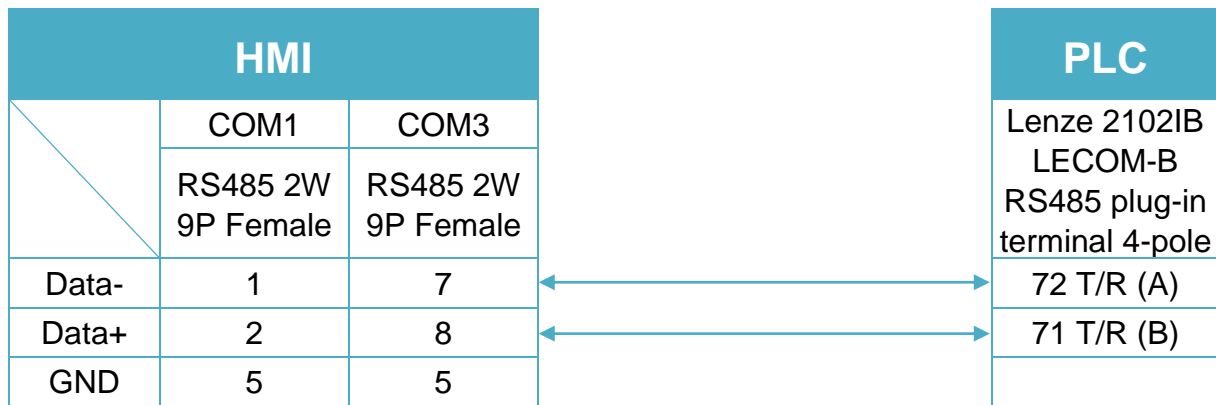 HMI
PLC
COM1 COM3
RS485 2W
9P Female
RS485 2W
9P Female
Lenze 2102IB
LECOM-B
RS485 plug-in
terminal 4-pole
Data- 1 7 72 T/R (A)
Data+ 2 8 71 T/R (B)
GND 5 5